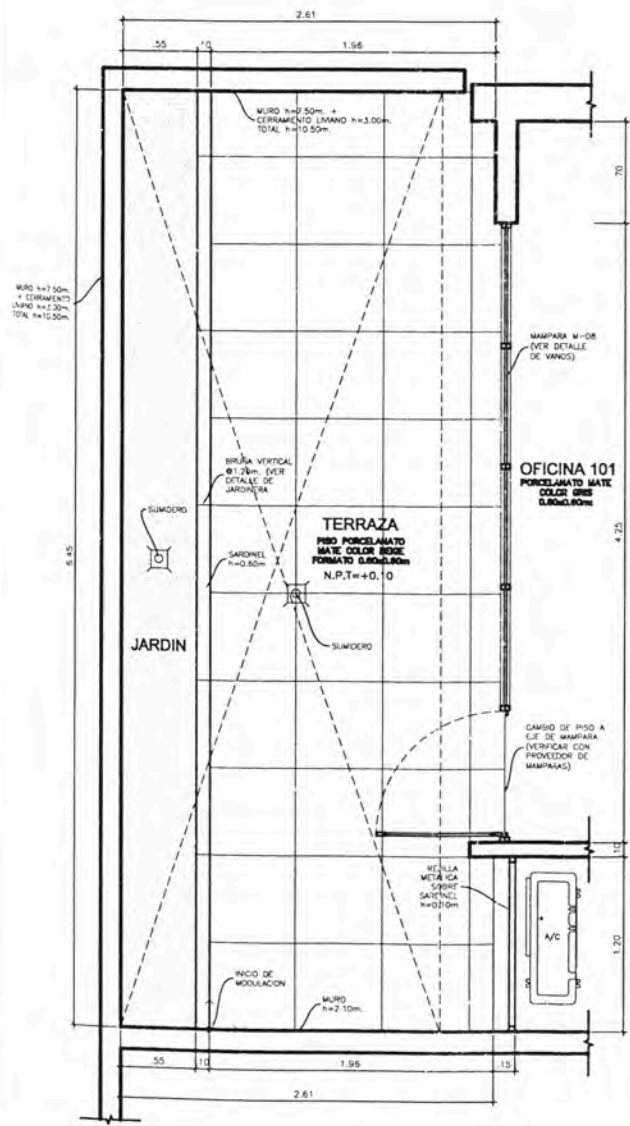 2.61
.55
.10
1.96
MURO h=7.50m. +
CERRAMIENTO LIVIANO h=3.00m.
TOTAL h=10.50m.
.70
MURO h=7.50m.
+ CERRAMIENTO
LIVIANO h=3.00m.
TOTAL h=10.50m.
MAMPARA M-08
(VER DETALLE
DE VANOS)
OFICINA 101
PORCELANATO MATE
COLOR GRIS
0.60x0.60m
BRUÑA VERTICAL
@1.20m. (VER
DETALLE DE
JARDINERA
SUMIDERO
TERRAZA
PISO PORCELANATO
MATE COLOR BEIGE
FORMATO 0.60x0.60m
N.P.T=+0.10
4.25
SARDINEL
h=0.60m
SUMIDERO
JARDIN
CAMBIO DE PISO A
EJE DE MAMPARA
(VERIFICAR CON
PROVEEDOR DE
MAMPARAS)
.10
REJILLA
METALICA
SOBRE
SARDINEL
h=0.10m
A/C
1.20
INICIO DE
MODULACION
MURO
h=2.10m.
.55
.10
1.96
.15
2.61